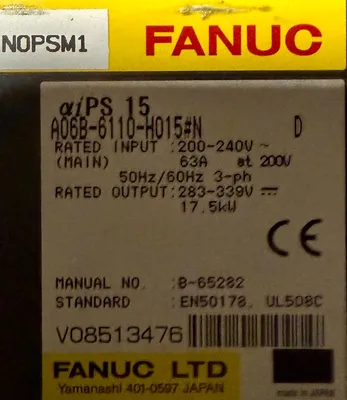 NOPSM1
FANUC
αiPS 15
A06B-6110-H015#N D
RATED INPUT :200-240V ~
(MAIN) 63A at 200V
50Hz/60Hz 3-ph
RATED OUTPUT:283-339V ⎓
17.5kW
CE
MANUAL NO. :B-65282
STANDARD :EN50178, UL508C
V08513476
FANUC LTD
Yamanashi 401-0597 JAPAN
made in JAPAN